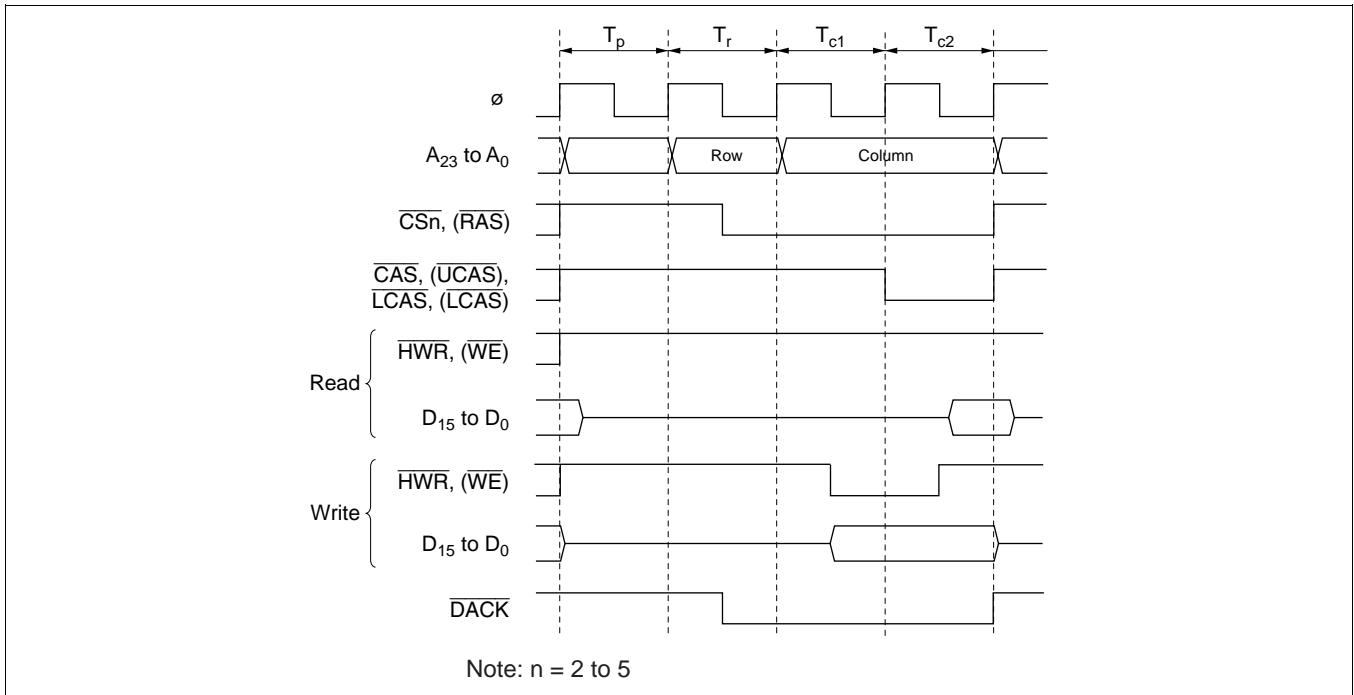 Tp Tr Tc1 Tc2
ø
A23 to A0 Row Column
CSn, (RAS)
CAS, (UCAS),
LCAS, (LCAS)
Read
HWR, (WE)
D15 to D0
Write
HWR, (WE)
D15 to D0
DACK
Note: n = 2 to 5